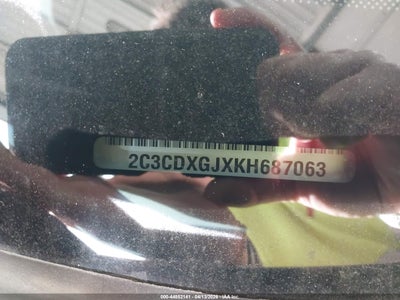 2C3CDXGJXKH687063
000-44852141 - 04/13/2026 - © IAA, INC.